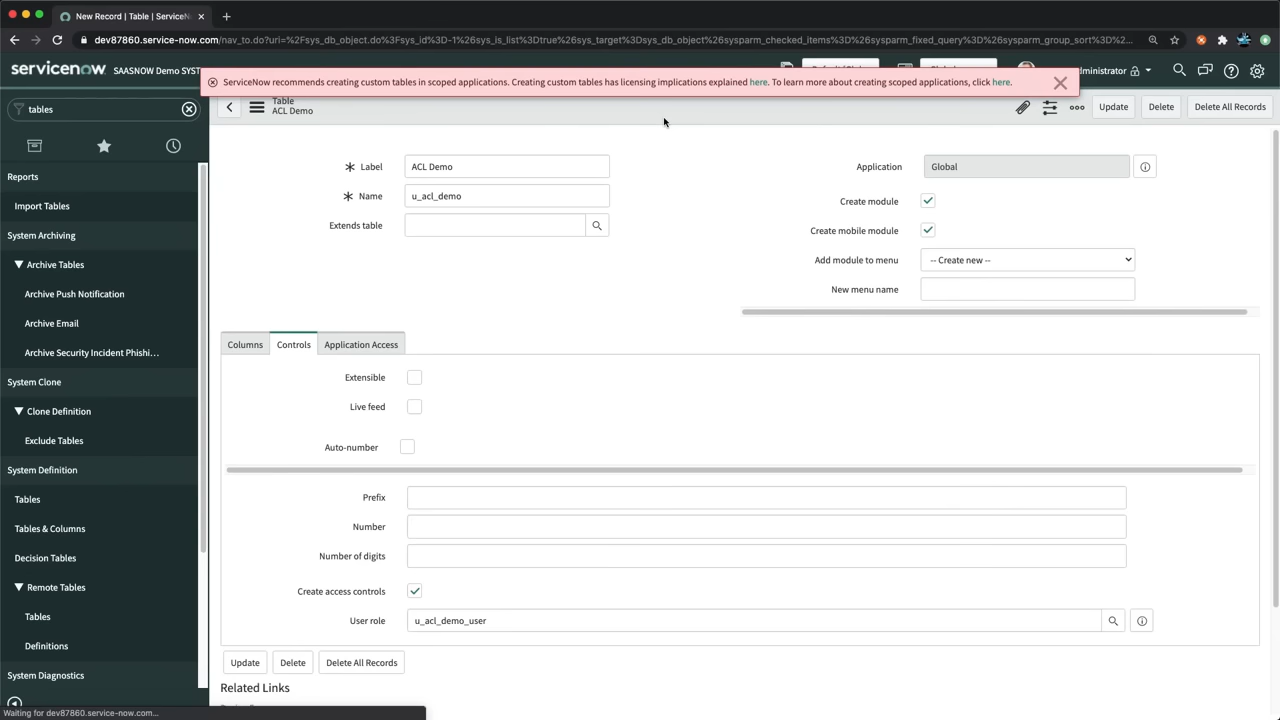 New Record | Table | ServiceN
dev87860.service-now.com/nav_to.do?uri=%2Fsys_db_object.do%3Fsys_id%3D-1%26sys_is_list%3Dtrue%26sys_target%3Dsys_db_object%26sysparm_checked_items%3D%26sysparm_fixed_query%3D%26sysparm_group_sort%3D%2...
servicenow
SAASNOW Demo SYST
dministrator
ServiceNow recommends creating custom tables in scoped applications. Creating custom tables has licensing implications explained here. To learn more about creating scoped applications, click here.
tables
Table
ACL Demo
Update
Delete
Delete All Records
Reports
Import Tables
System Archiving
Archive Tables
Archive Push Notification
Archive Email
Archive Security Incident Phishi...
System Clone
Clone Definition
Exclude Tables
System Definition
Tables
Tables & Columns
Decision Tables
Remote Tables
Tables
Definitions
System Diagnostics
Label
ACL Demo
Name
u_acl_demo
Extends table
Application
Global
Create module
Create mobile module
Add module to menu
-- Create new --
New menu name
Columns
Controls
Application Access
Extensible
Live feed
Auto-number
Prefix
Number
Number of digits
Create access controls
User role
u_acl_demo_user
Update
Delete
Delete All Records
Related Links
Waiting for dev87860.service-now.com...